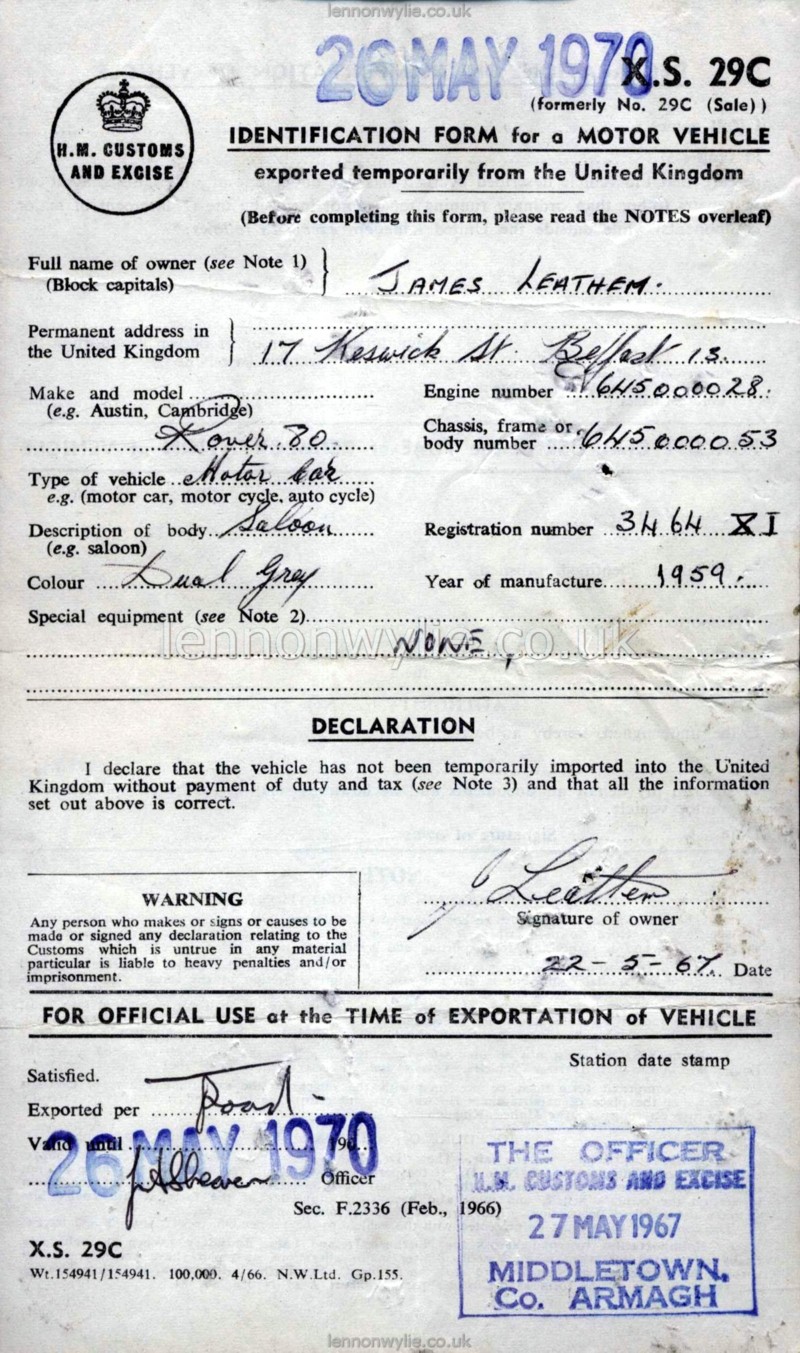 lennonwylie.co.uk
26 MAY 1970
X.S. 29C
(formerly No. 29C (Sale))
H.M. CUSTOMS
AND EXCISE
IDENTIFICATION FORM for a MOTOR VEHICLE
exported temporarily from the United Kingdom
(Before completing this form, please read the NOTES overleaf)
Full name of owner (see Note 1)
(Block capitals)
JAMES LEATHEM.
Permanent address in
the United Kingdom
17 Keswick St. Belfast 13.
Make and model
(e.g. Austin, Cambridge)
Rover 80.
Engine number 645000028.
Chassis, frame or
body number 645000053
Type of vehicle Motor Car
e.g. (motor car, motor cycle, auto cycle)
Description of body Saloon
(e.g. saloon)
Registration number 3464 XI
Colour Dual Grey
Year of manufacture 1959.
Special equipment (see Note 2)
lennonwylie.co.uk
NONE,
DECLARATION
I declare that the vehicle has not been temporarily imported into the United
Kingdom without payment of duty and tax (see Note 3) and that all the information
set out above is correct.
J Leathem
Signature of owner
22-5-67. Date
WARNING
Any person who makes or signs or causes to be
made or signed any declaration relating to the
Customs which is untrue in any material
particular is liable to heavy penalties and/or
imprisonment.
FOR OFFICIAL USE at the TIME of EXPORTATION of VEHICLE
Satisfied.
Station date stamp
Exported per Road
Valid until 196
26 MAY 1970
Officer
Sec. F.2336 (Feb., 1966)
THE OFFICER
H.M. CUSTOMS AND EXCISE
27 MAY 1967
MIDDLETOWN.
Co. ARMAGH
X.S. 29C
Wt.154941/154941. 100,000. 4/66. N.W.Ltd. Gp.155.
lennonwylie.co.uk